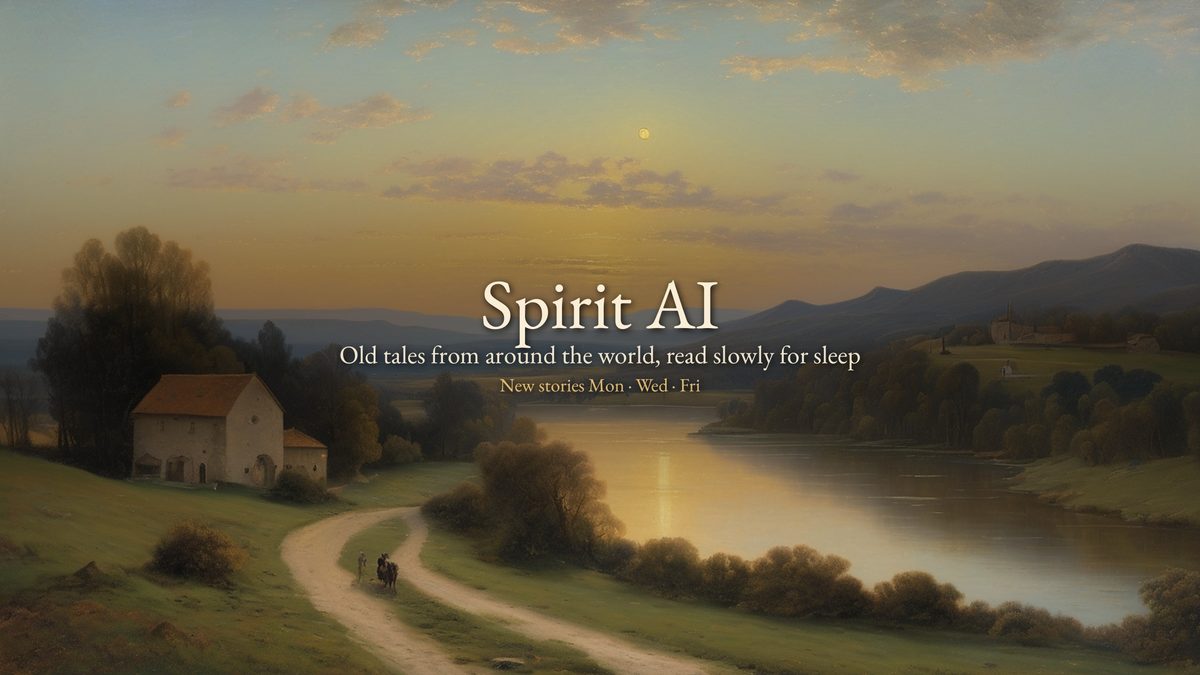 Spirit AI
Old tales from around the world, read slowly for sleep
New stories Mon · Wed · Fri